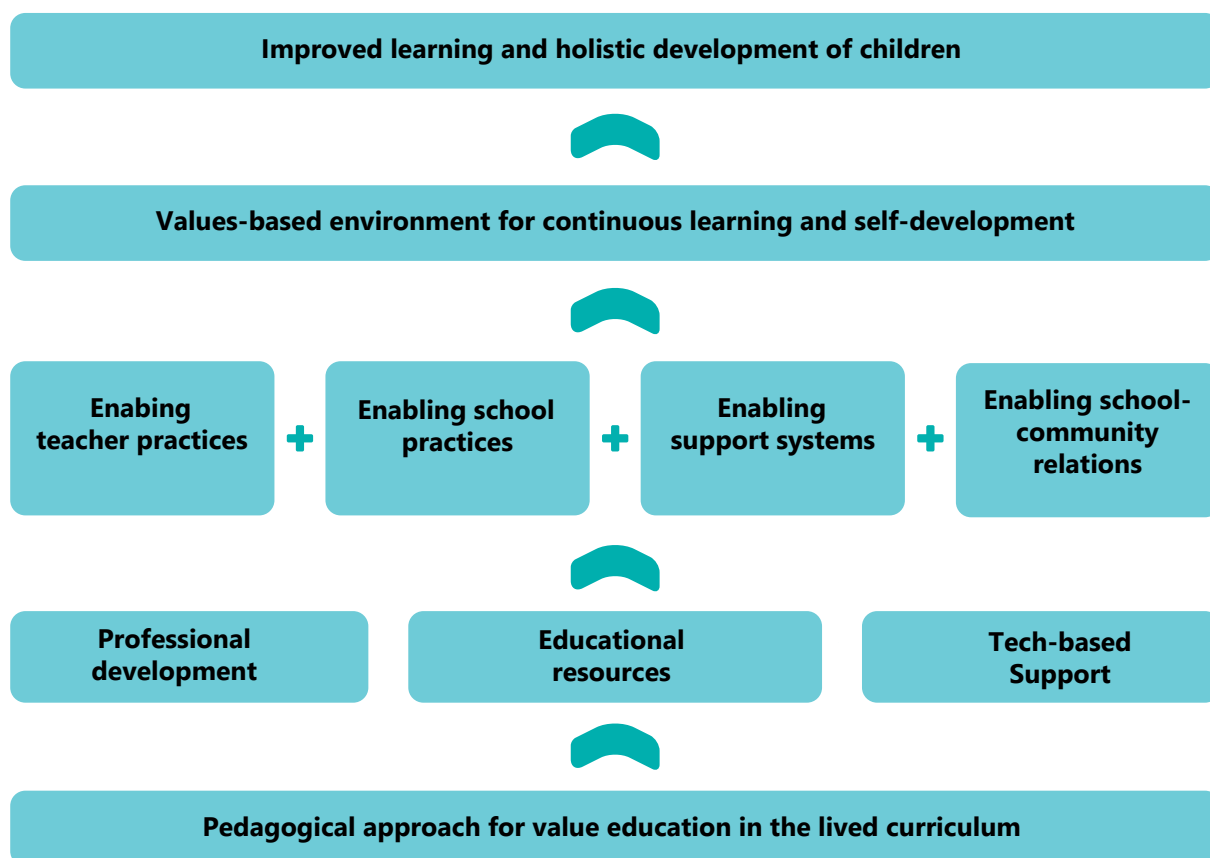 Improved learning and holistic development of children
Values-based environment for continuous learning and self-development
Enabing
teacher practices
Enabling school
practices
Enabling
support systems
Enabling school-
community
relations
Professional
development
Educational
resources
Tech-based
Support
Pedagogical approach for value education in the lived curriculum